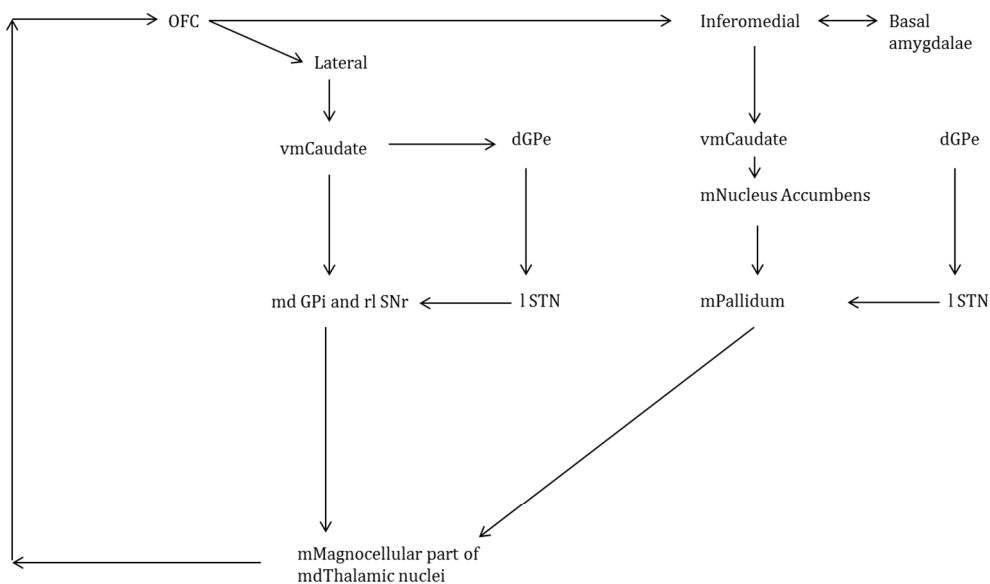 OFC
Inferomedial
Basal
amygdalae
Lateral
vmCaudate
dGPe
vmCaudate
dGPe
mNucleus Accumbens
md GPi and rl SNr
l STN
mPallidum
l STN
mMagnocellular part of
mdThalamic nuclei